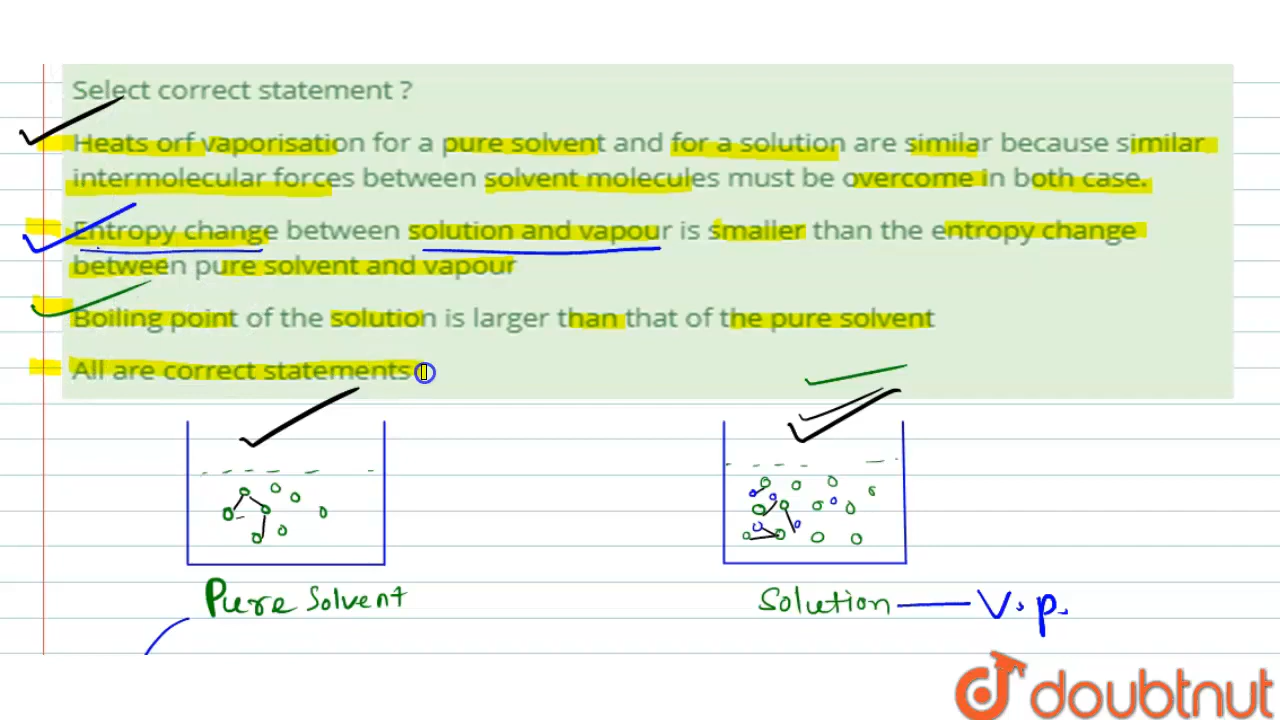 Select correct statement ?
Heats orf vaporisation for a pure solvent and for a solution are similar because similar
intermolecular forces between solvent molecules must be overcome in both case.
Entropy change between solution and vapour is smaller than the entropy change
between pure solvent and vapour
Boiling point of the solution is larger than that of the pure solvent
All are correct statements
Pure Solvent
Solution — V.p.
doubtnut